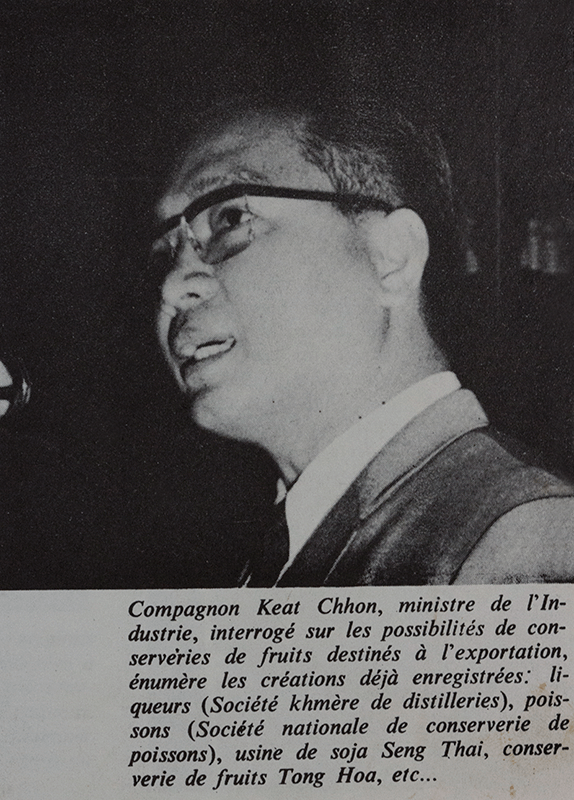 Compagnon Keat Chhon, ministre de l'In-
dustrie, interrogé sur les possibilités de con-
serveries de fruits destinés à l'exportation,
énumère les créations déjà enregistrées: li-
queurs (Société khmère de distilleries), pois-
sons (Société nationale de conserverie de
poissons), usine de soja Seng Thai, conser-
verie de fruits Tong Hoa, etc...